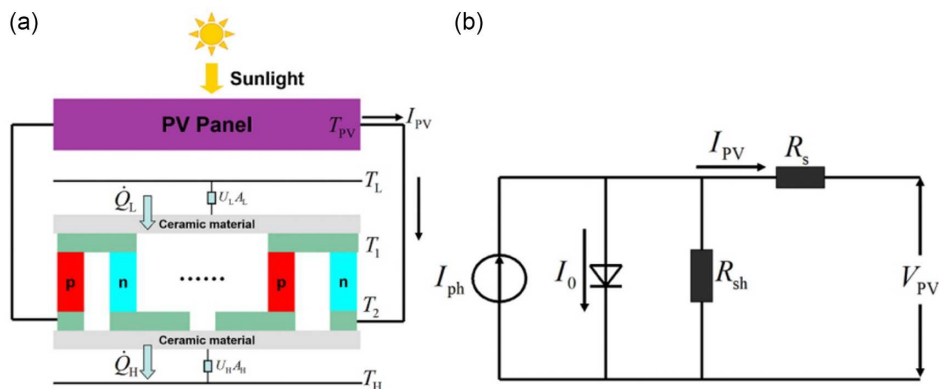 (a)
Sunlight
PV Panel
T_PV
I_PV
T_L
Q̇_L
U_L A_L
Ceramic material
T_1
p
n
......
p
n
T_2
Ceramic material
Q̇_H
U_H A_H
T_H
(b)
I_PV
R_s
I_ph
I_0
R_sh
V_PV